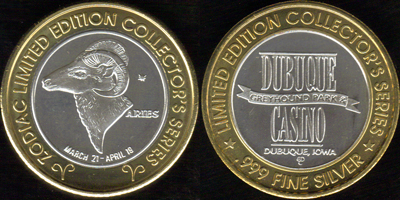 ZODIAC LIMITED EDITION COLLECTOR'S SERIES
ARIES
MARCH 21 - APRIL 19
LIMITED EDITION COLLECTOR'S SERIES
DUBUQUE
GREYHOUND PARK &
CASINO
DUBUQUE, IOWA
.999 FINE SILVER